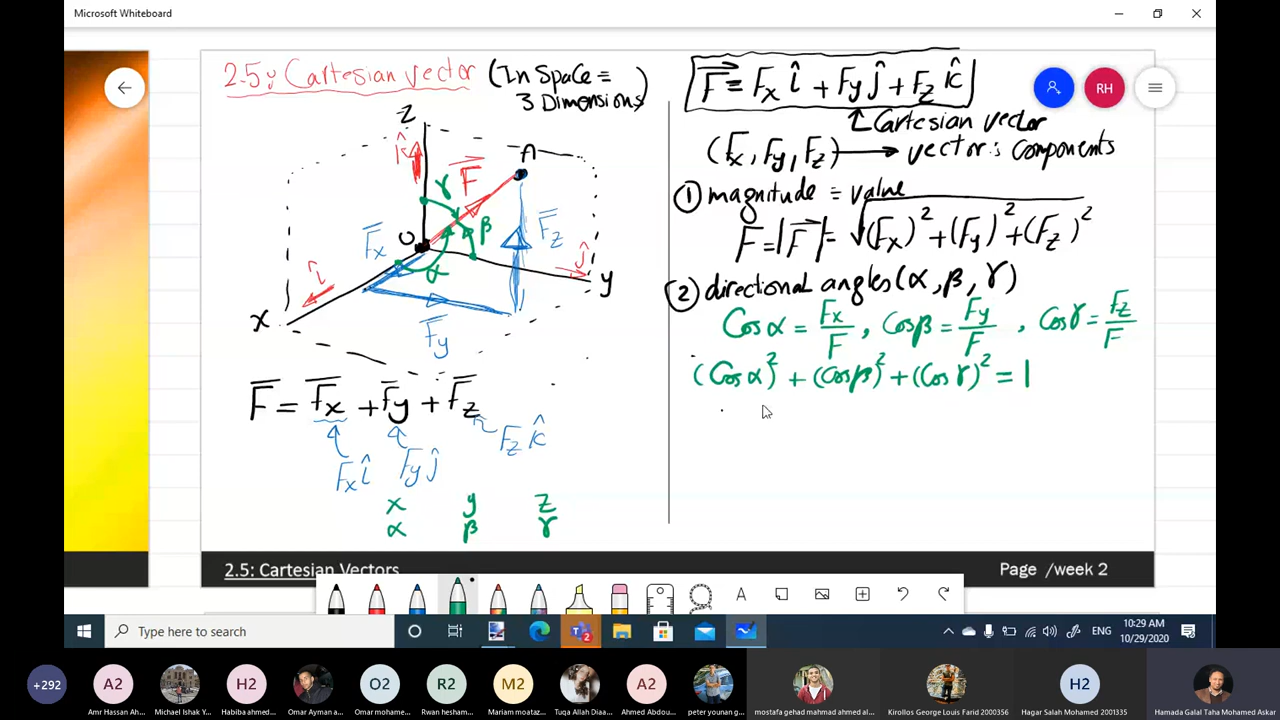 Microsoft Whiteboard
2.5: Cartesian vector (In Space =
3 Dimensions)
Z
A
k̂
F̅
γ
β
O
F̅x
F̅z
α
î
ĵ
y
x
F̅y
F̅ = F̅x + F̅y + F̅z
Fx î
Fy ĵ
Fz k̂
x y z
α β γ
F⃗ = Fx î + Fy ĵ + Fz k̂
Cartesian vector
(Fx, Fy, Fz) → vector's components
① magnitude = value
F = |F⃗| = √(Fx)² + (Fy)² + (Fz)²
② directional angles (α, β, γ)
Cos α = Fx/F , Cos β = Fy/F , Cos γ = Fz/F
(Cos α)² + (Cos β)² + (Cos γ)² = 1
RH
2.5: Cartesian Vectors
Page /week 2
A
Type here to search
2
ENG
10:29 AM
10/29/2020
+292
A2
H2
O2
R2
M2
A2
H2
Amr Hassan Ah...
Michael Ishak Y...
Habiba ahmed...
Omar Ayman a...
Omar mohame...
Rwan hesham...
Mariam moataz...
Tuqa Allah Diaa...
Ahmed Abdou...
peter younan g...
mostafa gehad mahmad ahmed al...
Kirollos George Louis Farid 2000356
Hagar Salah Mohamed 2001335
Hamada Galal Taha Mohamed Askar